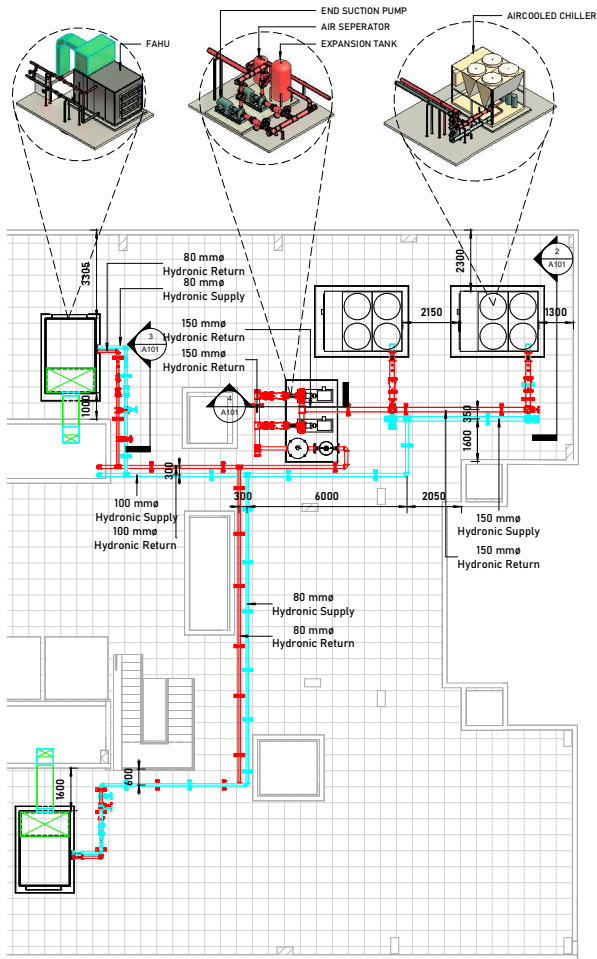 END SUCTION PUMP
AIR SEPERATOR
EXPANSION TANK
AIRCOOLED CHILLER
FAHU
3305
80 mmø
Hydronic Return
80 mmø
Hydronic Supply
2300
2
A101
2150
1300
3
A101
150 mmø
Hydronic Return
150 mmø
Hydronic Return
1000
4
A101
350
1600
300
300
6000
2050
100 mmø
Hydronic Supply
100 mmø
Hydronic Return
150 mmø
Hydronic Supply
150 mmø
Hydronic Return
80 mmø
Hydronic Supply
80 mmø
Hydronic Return
600
1600